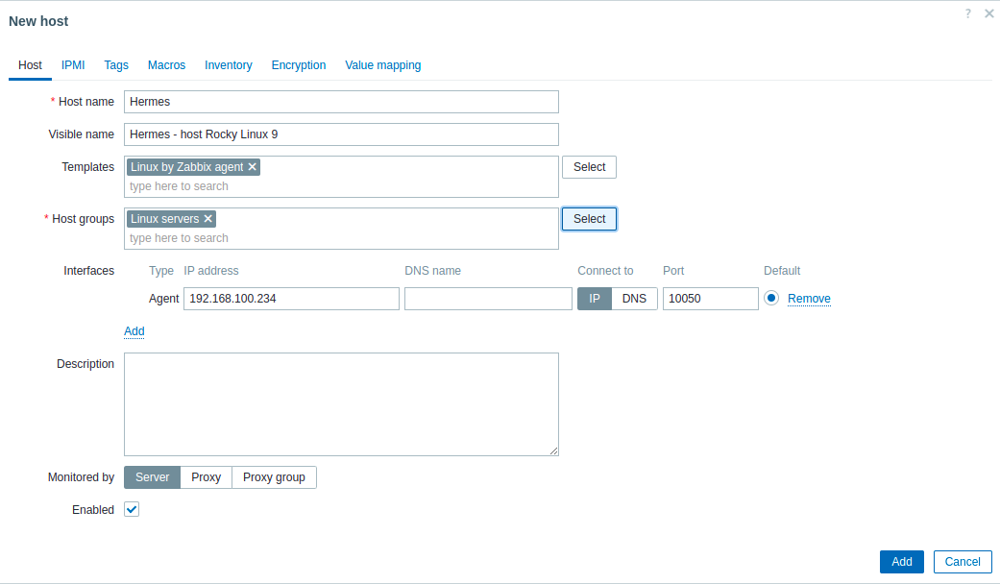 New host
?
Host IPMI Tags Macros Inventory Encryption Value mapping
* Host name Hermes
Visible name Hermes - host Rocky Linux 9
Templates Linux by Zabbix agent Select
type here to search
* Host groups Linux servers Select
type here to search
Interfaces Type IP address DNS name Connect to Port Default
Agent 192.168.100.234 IP DNS 10050 Remove
Add
Description
Monitored by Server Proxy Proxy group
Enabled
Add Cancel